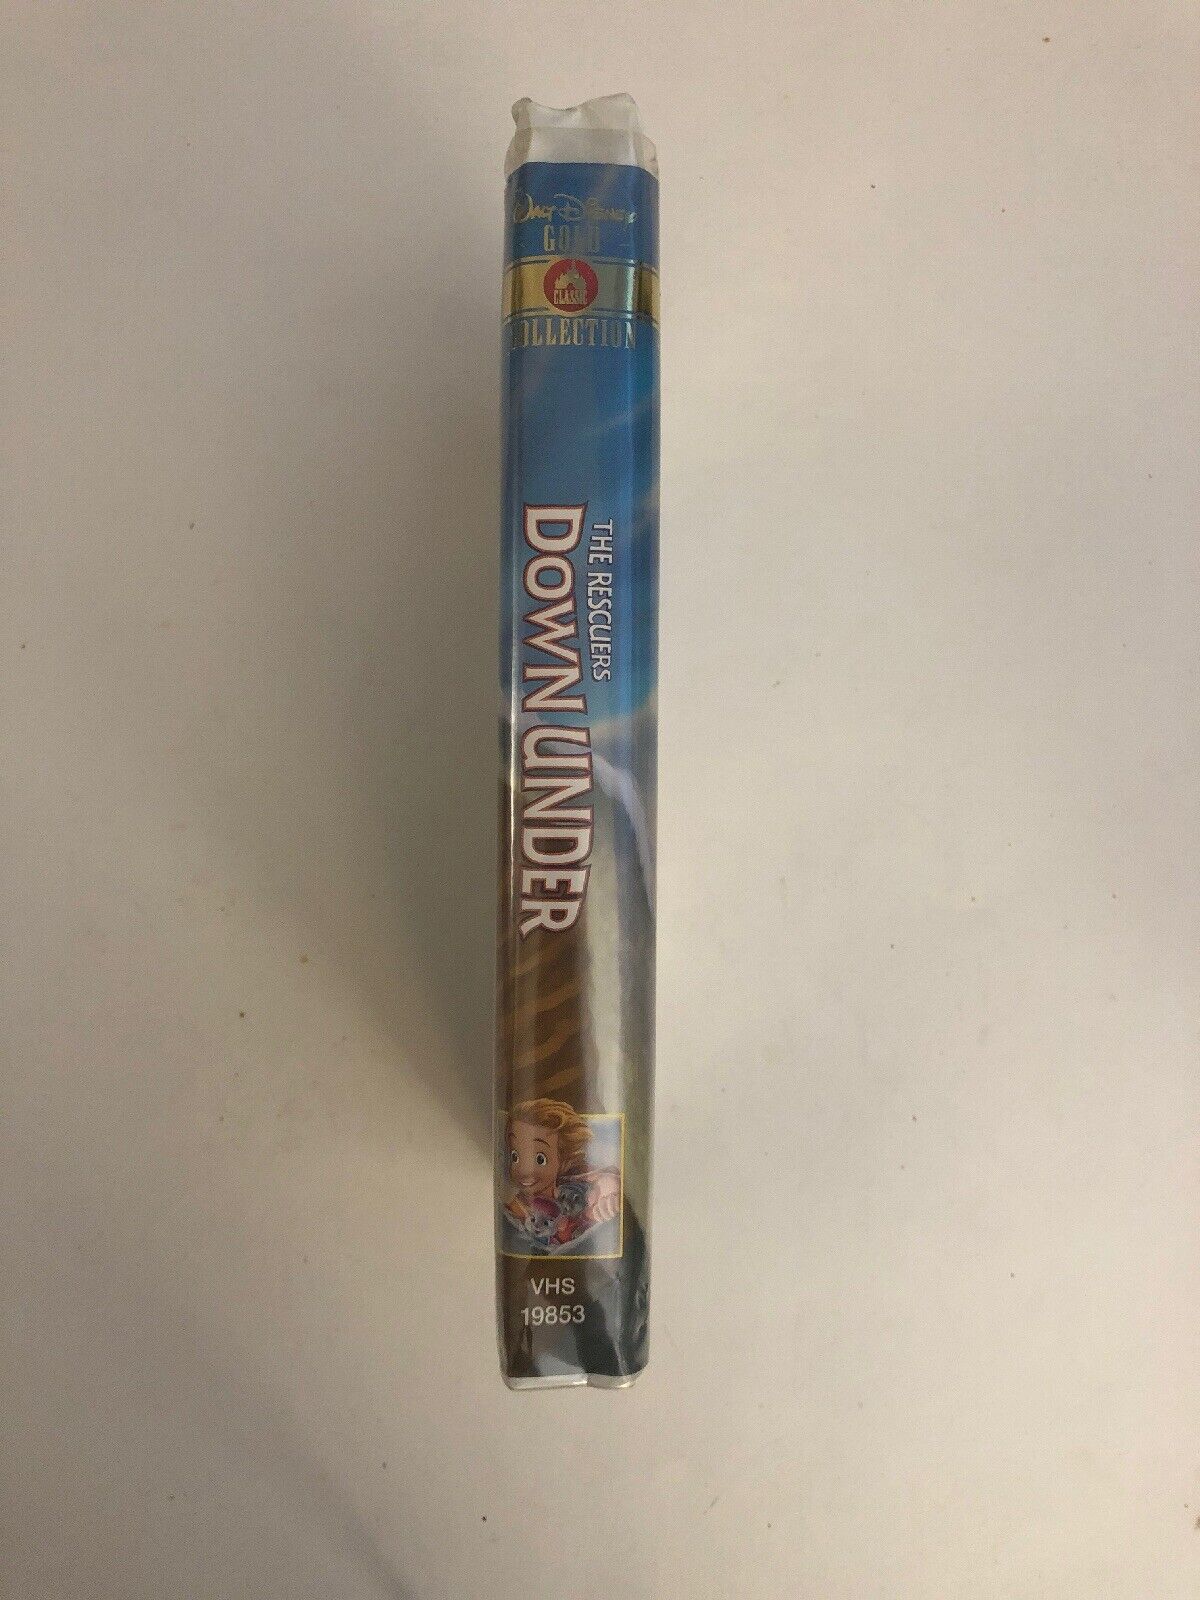 WALT DISNEY
GOLD
CLASSIC
COLLECTION
THE RESCUERS
DOWN UNDER
VHS
19853